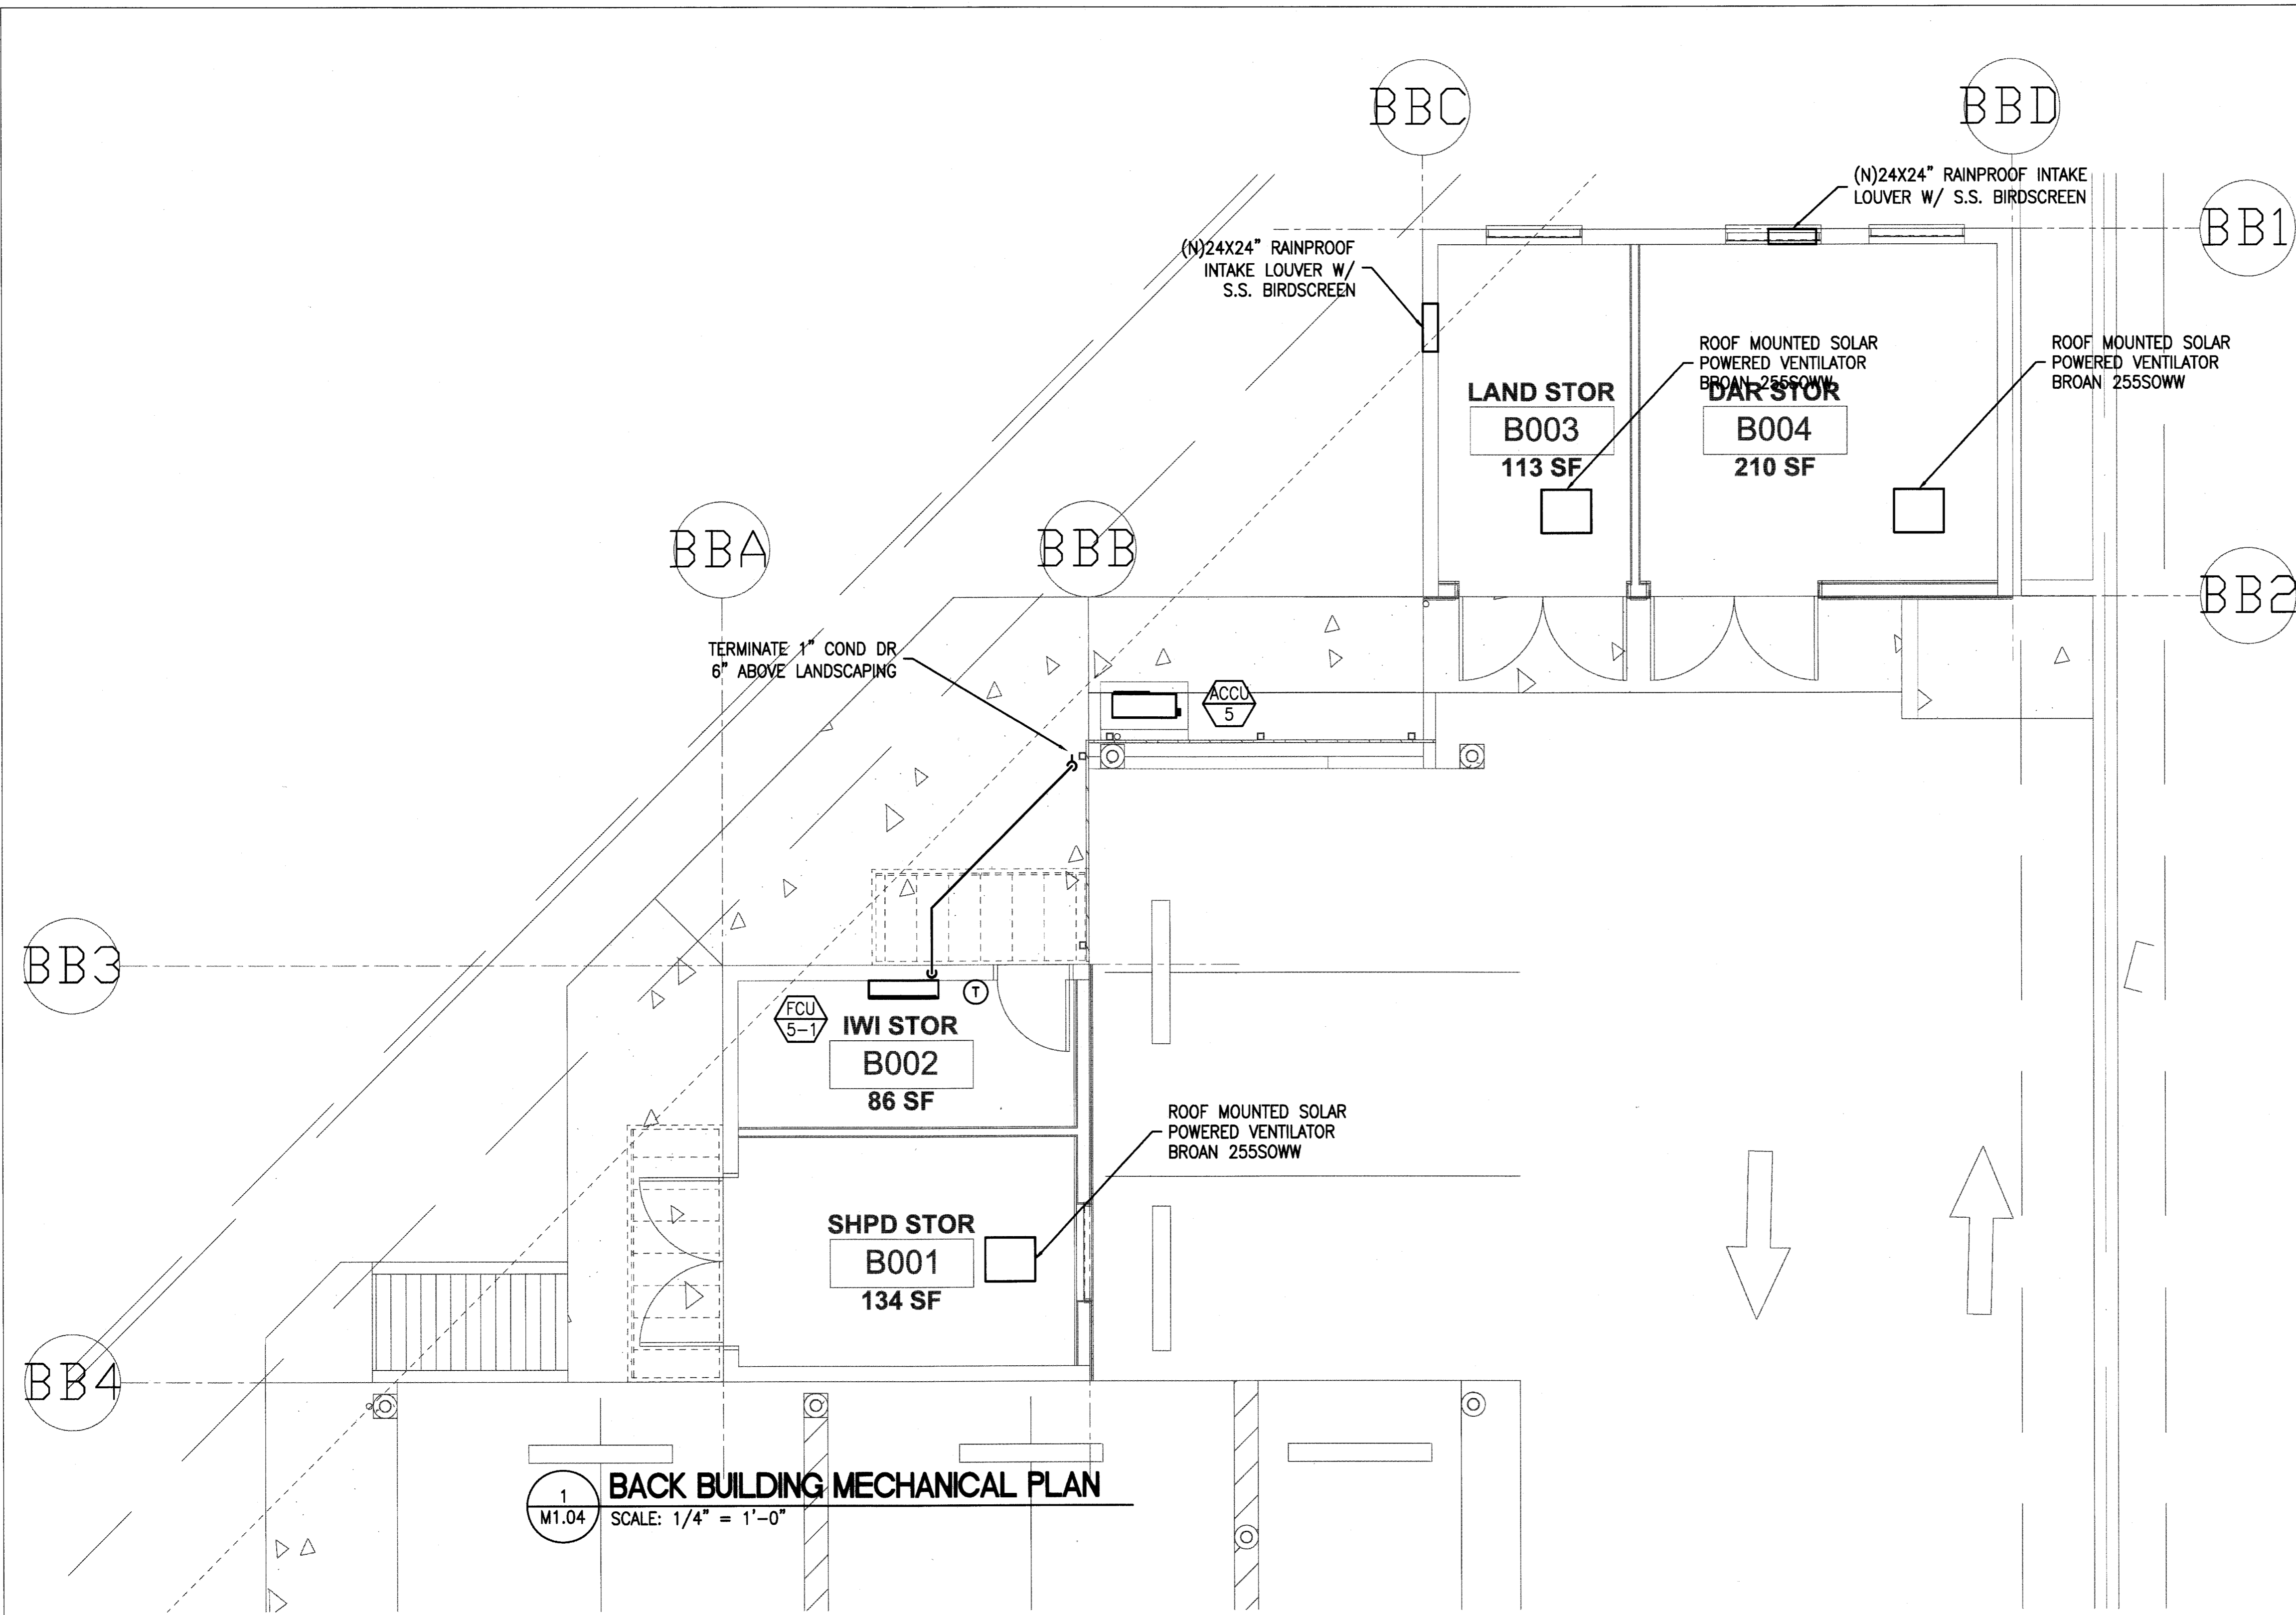 BBC
BBD
(N)24X24" RAINPROOF INTAKE
LOUVER W/ S.S. BIRDSCREEN
BB1
(N)24X24" RAINPROOF
INTAKE LOUVER W/
S.S. BIRDSCREEN
ROOF MOUNTED SOLAR
POWERED VENTILATOR
BROAN 255SOWW
ROOF MOUNTED SOLAR
POWERED VENTILATOR
BROAN 255SOWW
LAND STOR
B003
113 SF
DAR STOR
B004
210 SF
BBA
BBB
BB2
TERMINATE 1" COND DR
6" ABOVE LANDSCAPING
ACCU
5
BB3
T
FCU
5-1
IWI STOR
B002
86 SF
ROOF MOUNTED SOLAR
POWERED VENTILATOR
BROAN 255SOWW
SHPD STOR
B001
134 SF
BB4
1
M1.04
BACK BUILDING MECHANICAL PLAN
SCALE: 1/4" = 1'-0"